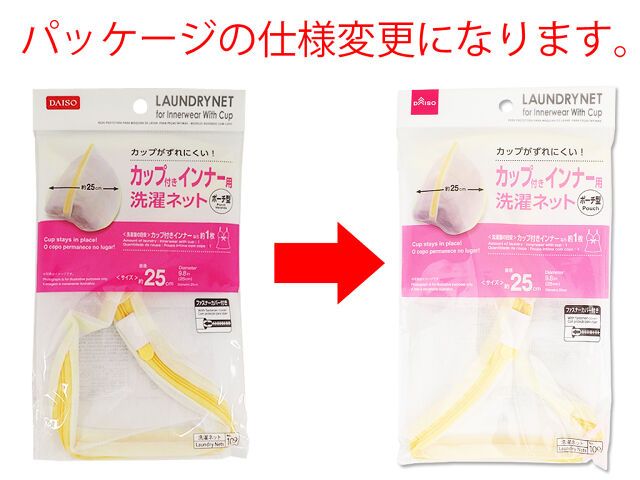 パッケージの仕様変更になります。
DAISO
LAUNDRYNET
for Innerwear With Cup
カップがずれにくい!
約25cm
カップ付きインナー用
洗濯ネット
ポーチ型
Pouch
Cup stays in place!
O copo permanece no lugar!
<洗濯物の目安>カップ付きインナーなら約1枚
Amount of laundry : Innerwear with cup : 1
<サイズ>
直径
約25cm
Diameter
9.8in
(25cm)
ファスナーカバー付き
洗濯ネット
Laundry Nets
DAISO
LAUNDRYNET
for Innerwear With Cup
カップがずれにくい!
約25cm
カップ付きインナー用
洗濯ネット
ポーチ型
Pouch
Cup stays in place!
O copo permanece no lugar!
<洗濯物の目安>カップ付きインナーなら約1枚
Amount of laundry : Innerwear with cup : 1
<サイズ>
直径
約25cm
Diameter
9.8in
(25cm)
ファスナーカバー付き
洗濯ネット
Laundry Nets